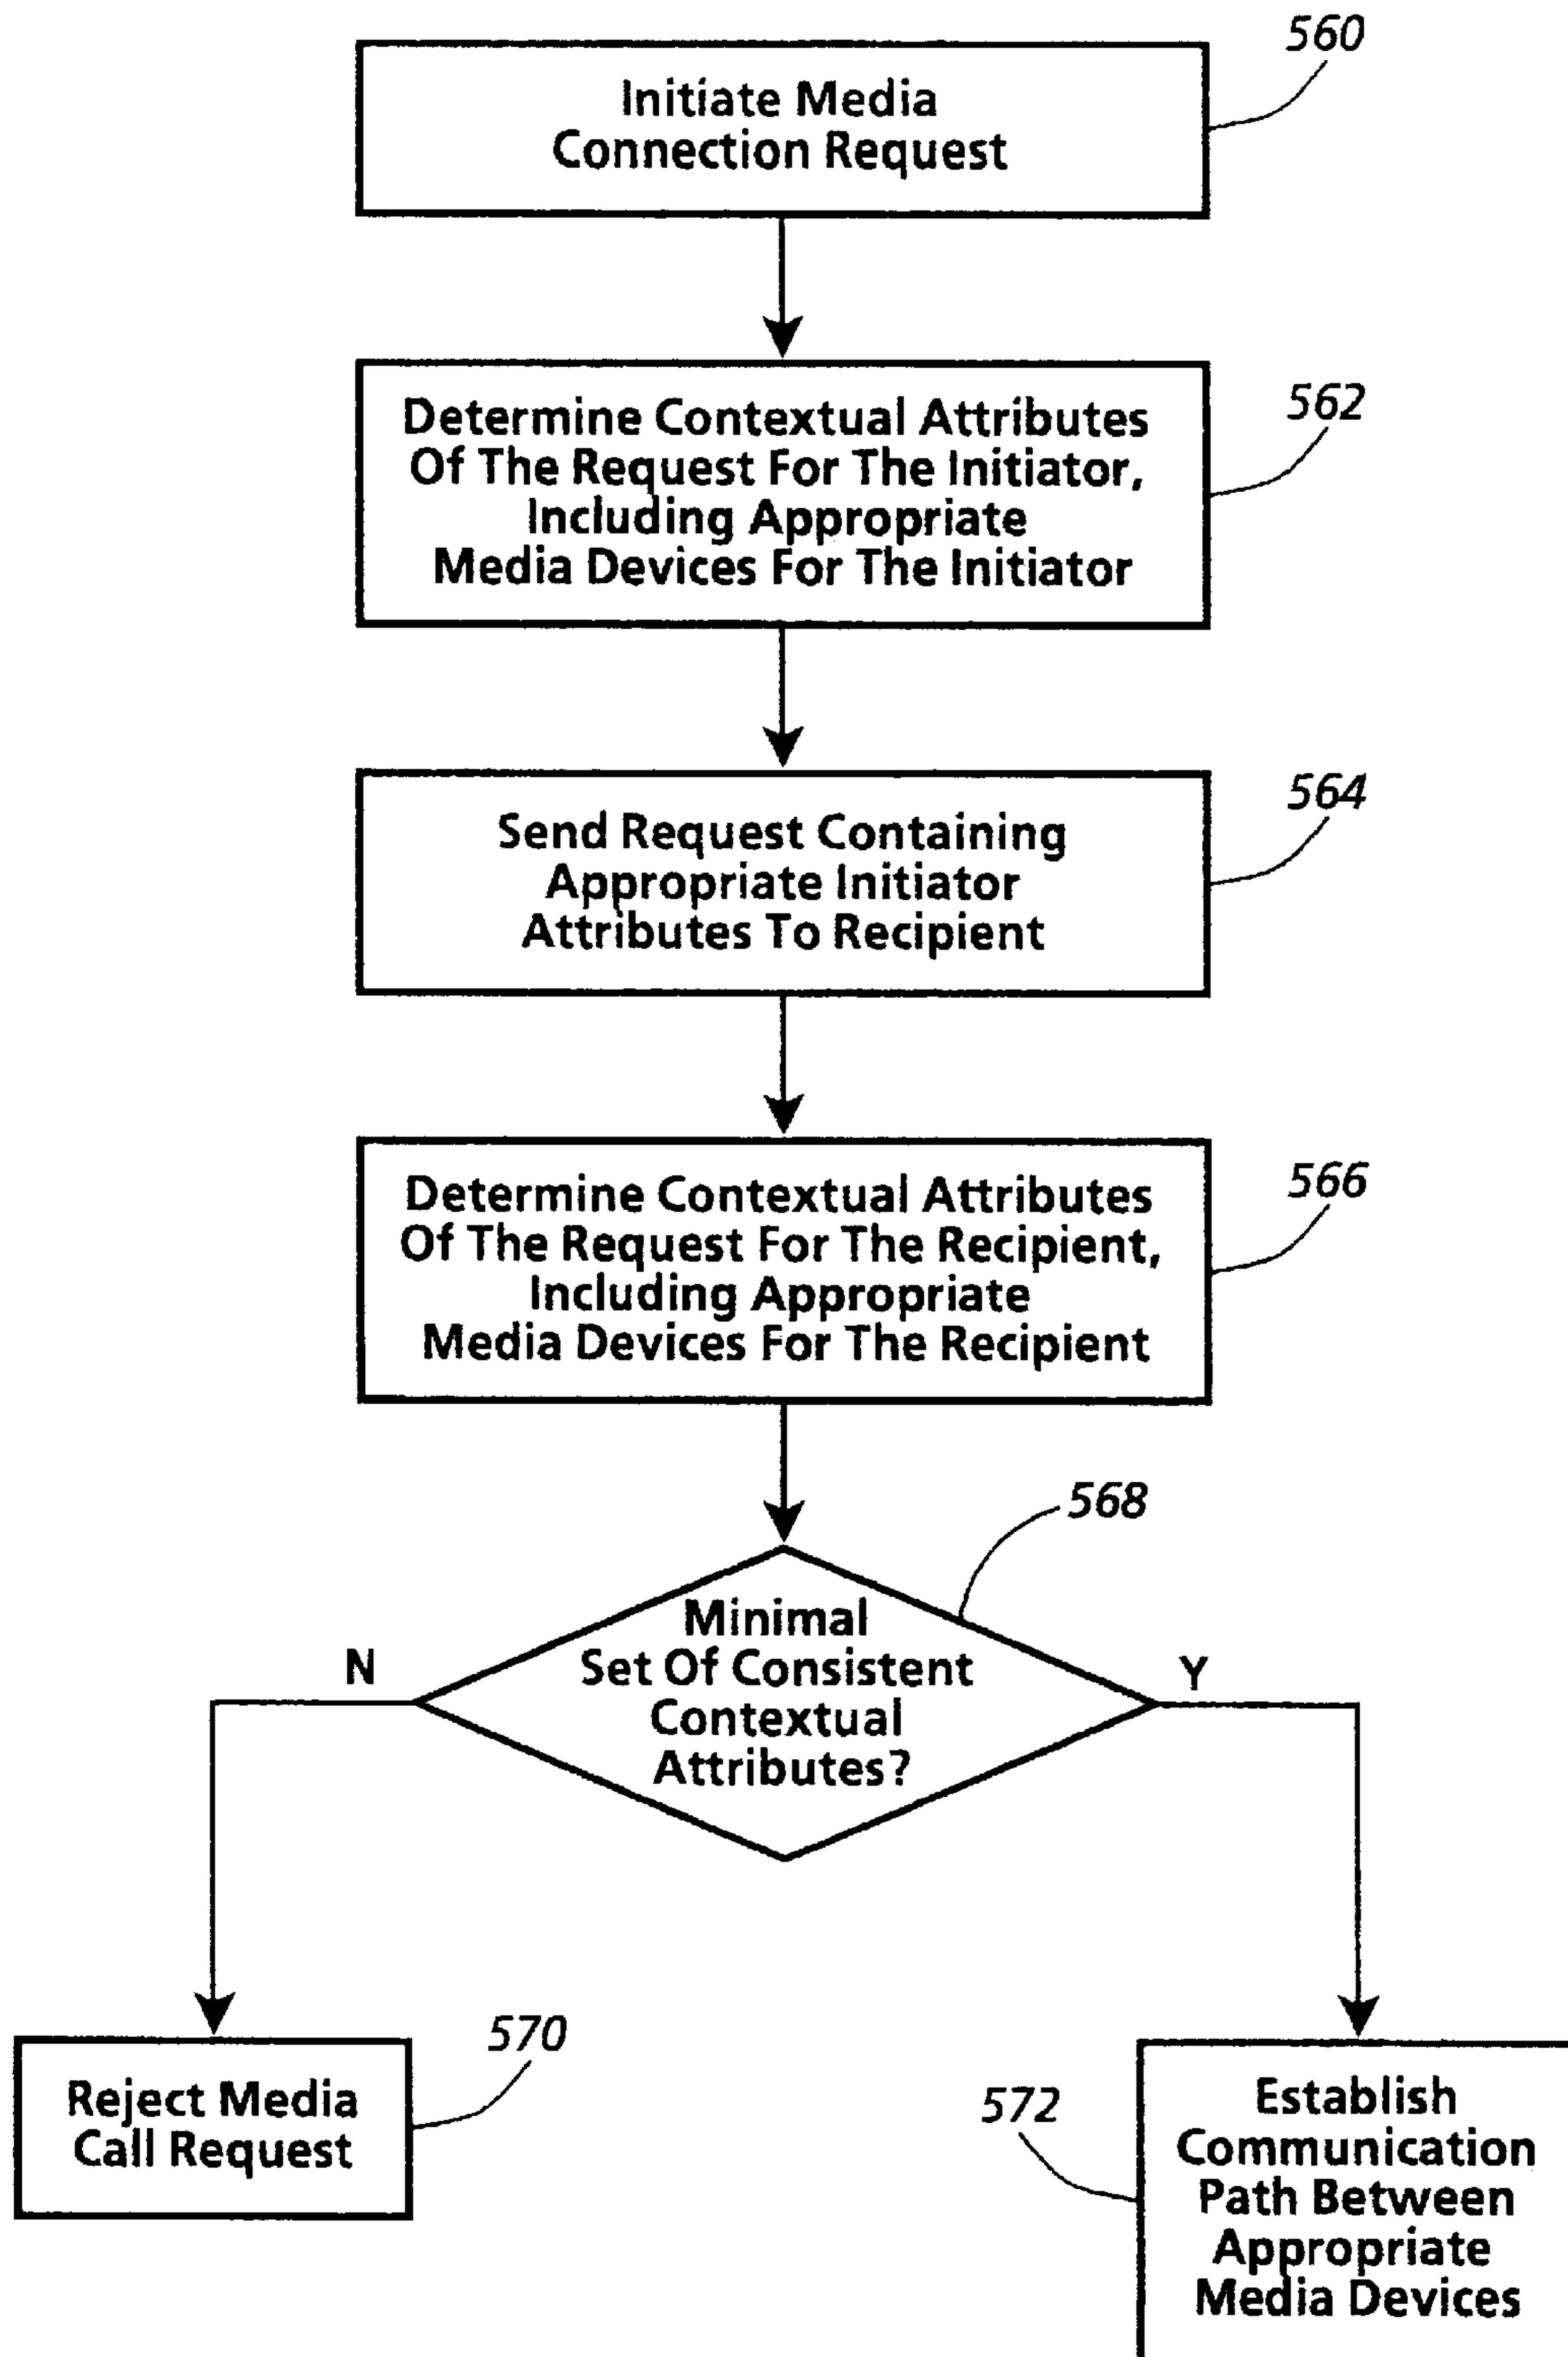 560
Initiate Media
Connection Request
562
Determine Contextual Attributes
Of The Request For The Initiator,
Including Appropriate
Media Devices For The Initiator
564
Send Request Containing
Appropriate Initiator
Attributes To Recipient
566
Determine Contextual Attributes
Of The Request For The Recipient,
Including Appropriate
Media Devices For The Recipient
568
Minimal
Set Of Consistent
Contextual
Attributes?
N
Y
570
Reject Media
Call Request
572
Establish
Communication
Path Between
Appropriate
Media Devices